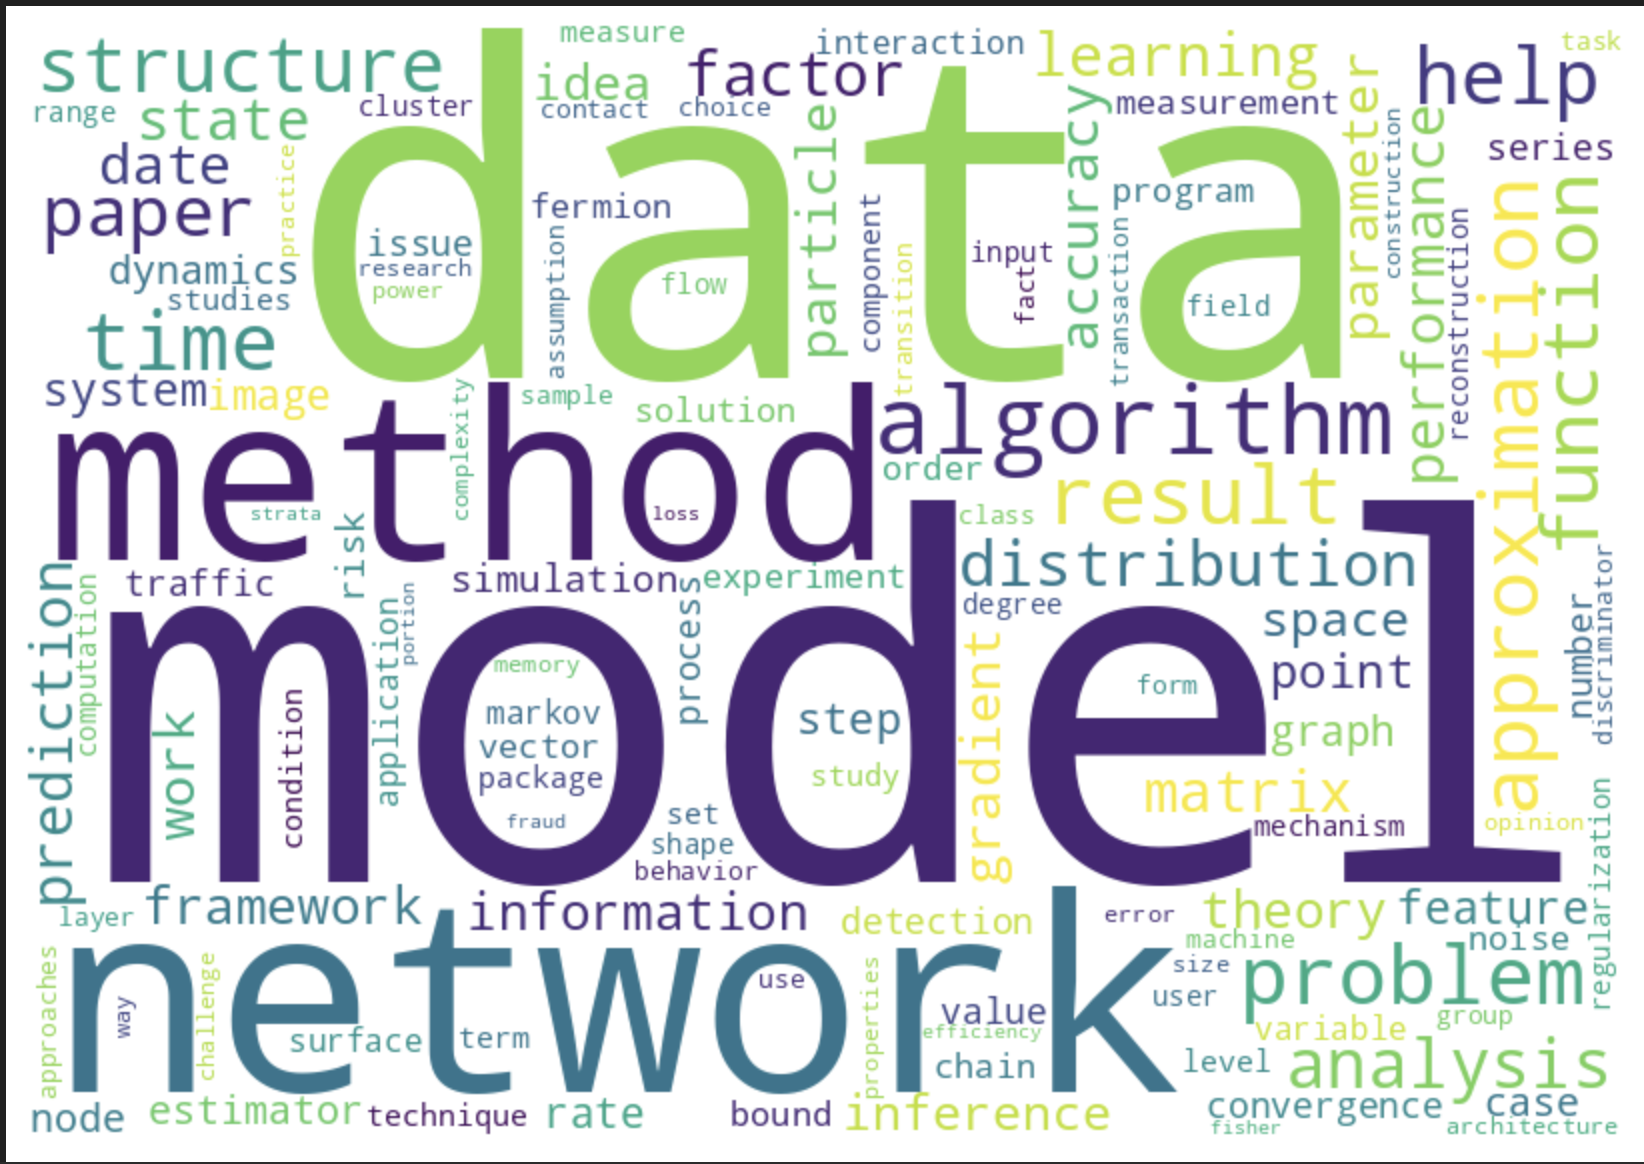 structure
measure
idea
factor
interaction
learning
help
task
range
state
cluster
contact
choice
data
measurement
parameter
accuracy
particle
construction
performance
series
date
practice
paper
issue
research
power
fermion
assumption
flow
component
transition
input
fact
program
transaction
field
reconstruction
approximation
function
dynamics
studies
time
system
image
complexity
sample
solution
method
algorithm
order
strata
loss
risk
class
result
distribution
traffic
simulation
experiment
degree
space
point
number
discriminator
prediction
computation
model
work
condition
application
portion
memory
markov
vector
package
fraud
process
set
shape
behavior
step
study
gradient
form
graph
matrix
mechanism
opinion
regularization
layer
framework
information
detection
error
theory
feature
machine
noise
network
approaches
way
challenge
surface
term
use
properties
value
efficiency
chain
size
user
problem
variable
group
level
analysis
node
estimator
technique
rate
bound
inference
convergence
case
fisher
architecture